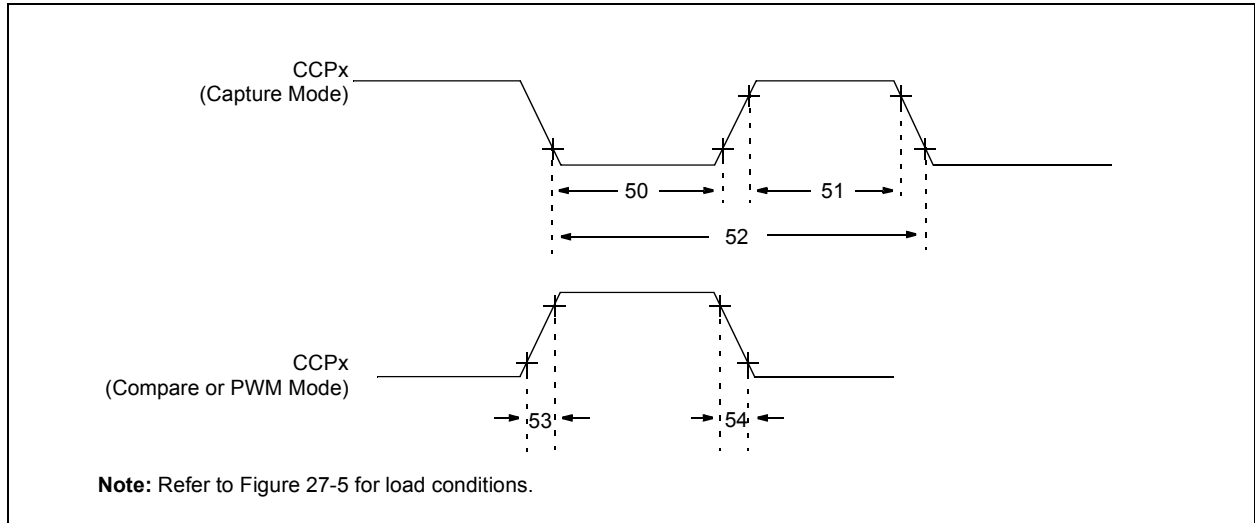 CCPx
(Capture Mode)
50
51
52
CCPx
(Compare or PWM Mode)
53
54
Note: Refer to Figure 27-5 for load conditions.